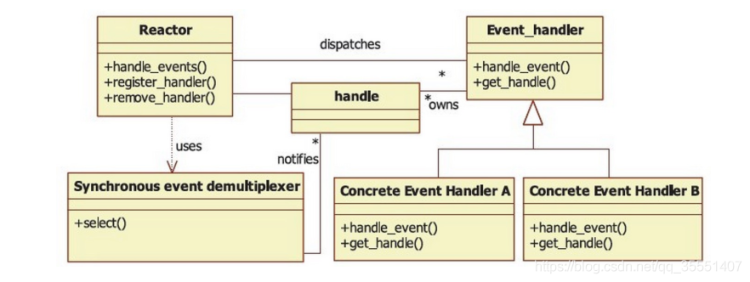 Reactor
+handle_events()
+register_handler()
+remove_handler()
dispatches
Event_handler
+handle_event()
+get_handle()
*
handle
*
owns
uses
*
notifies
Synchronous event demultiplexer
+select()
Concrete Event Handler A
+handle_event()
+get_handle()
Concrete Event Handler B
+handle_event()
+get_handle()
https://blog.csdn.net/qq_36551407